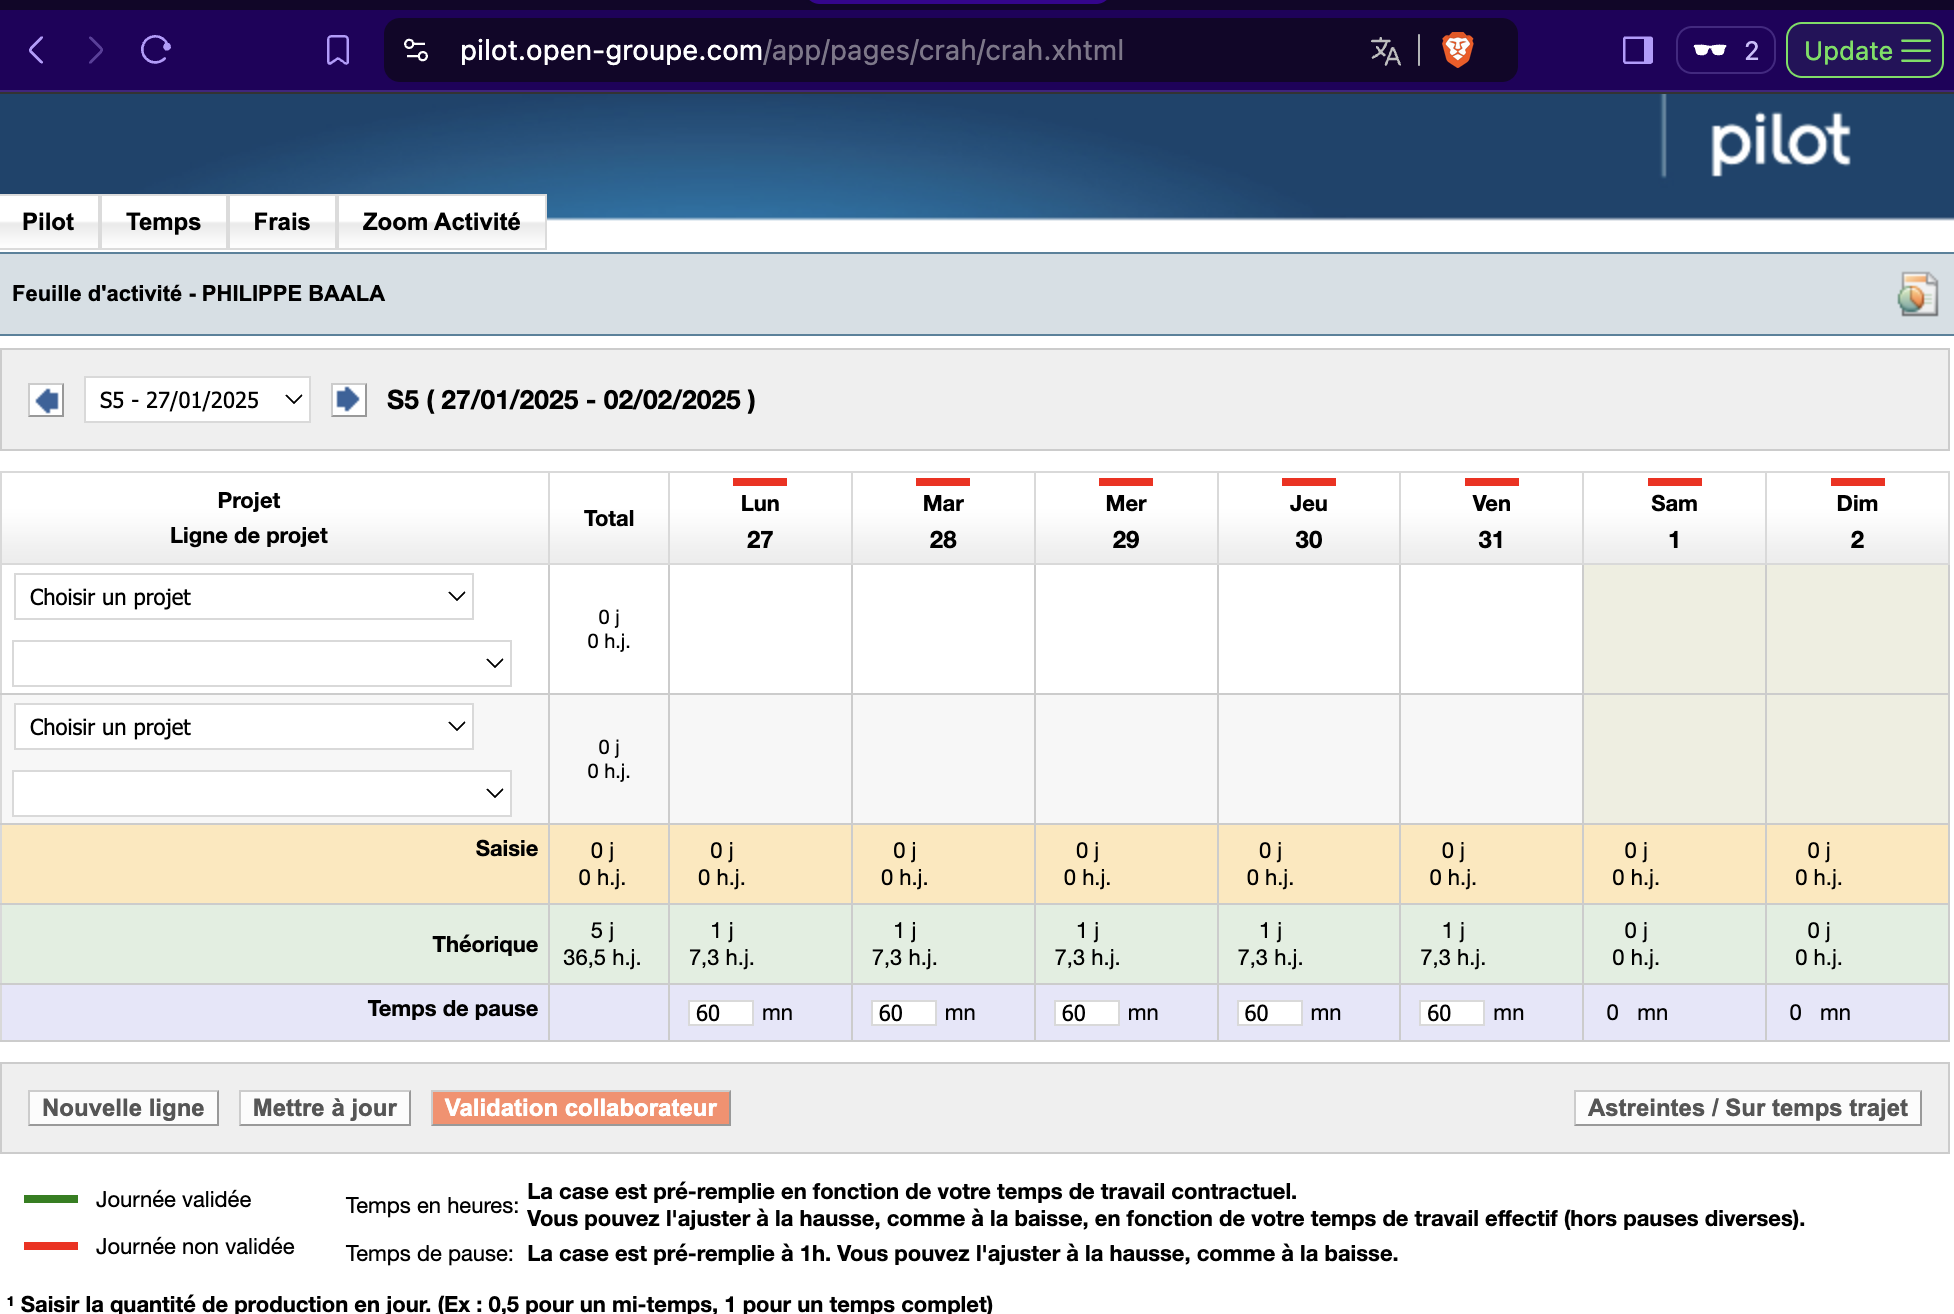 pilot.open-groupe.com/app/pages/crah/crah.xhtml
2
Update
pilot
Pilot Temps Frais Zoom Activité
Feuille d'activité - PHILIPPE BAALA
S5 - 27/01/2025
S5 ( 27/01/2025 - 02/02/2025 )
Projet
Ligne de projet
Total
Lun
27
Mar
28
Mer
29
Jeu
30
Ven
31
Sam
1
Dim
2
Choisir un projet
0 j
0 h.j.
Choisir un projet
0 j
0 h.j.
Saisie
0 j 0 j 0 j 0 j 0 j 0 j 0 j 0 j
0 h.j. 0 h.j. 0 h.j. 0 h.j. 0 h.j. 0 h.j. 0 h.j. 0 h.j.
Théorique
5 j 1 j 1 j 1 j 1 j 1 j 0 j 0 j
36,5 h.j. 7,3 h.j. 7,3 h.j. 7,3 h.j. 7,3 h.j. 7,3 h.j. 0 h.j. 0 h.j.
Temps de pause 60 mn 60 mn 60 mn 60 mn 60 mn 0 mn 0 mn
Nouvelle ligne Mettre à jour Validation collaborateur Astreintes / Sur temps trajet
Journée validée
Journée non validée
Temps en heures: La case est pré-remplie en fonction de votre temps de travail contractuel.
Vous pouvez l'ajuster à la hausse, comme à la baisse, en fonction de votre temps de travail effectif (hors pauses diverses).
Temps de pause: La case est pré-remplie à 1h. Vous pouvez l'ajuster à la hausse, comme à la baisse.
¹ Saisir la quantité de production en jour. (Ex : 0,5 pour un mi-temps, 1 pour un temps complet)